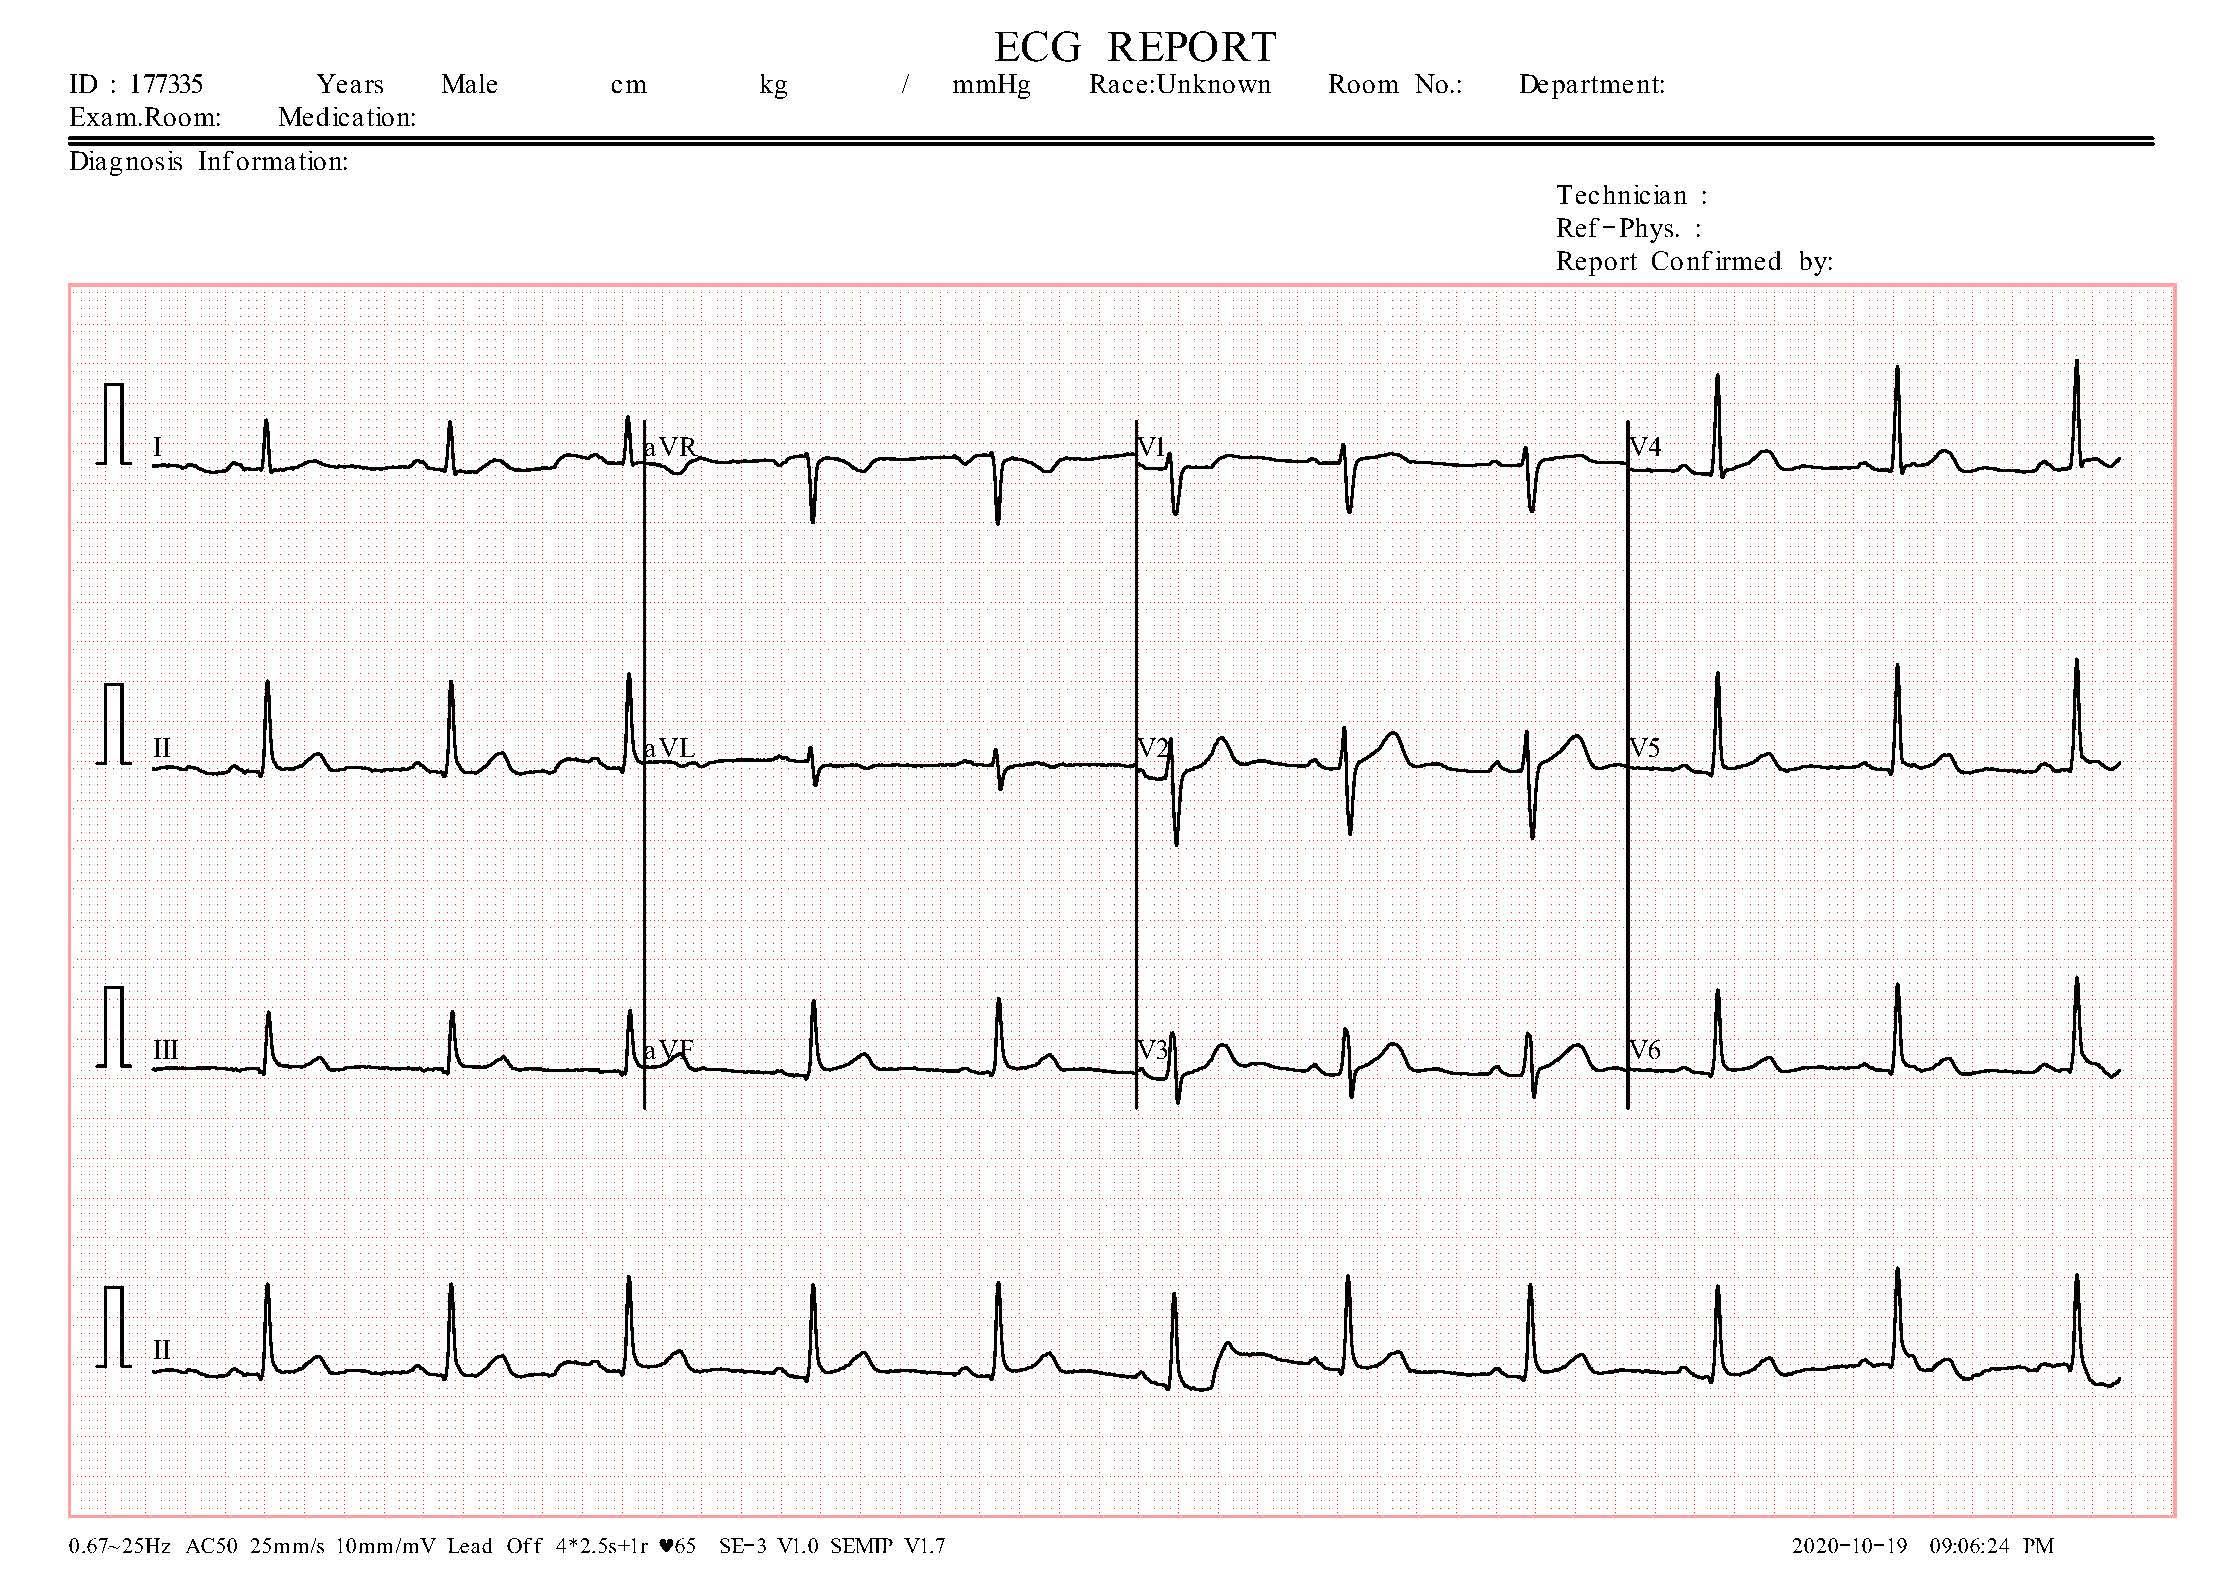 ECG REPORT
ID : 177335 Years Male cm kg / mmHg Race:Unknown Room No.: Department:
Exam.Room: Medication:
Diagnosis Information:
Technician :
Ref-Phys. :
Report Confirmed by:
I aVR V1 V4
II aVL V2 V5
III aVF V3 V6
II
0.67~25Hz AC50 25mm/s 10mm/mV Lead Off 4*2.5s+1r ♥65 SE-3 V1.0 SEMIP V1.7 2020-10-19 09:06:24 PM